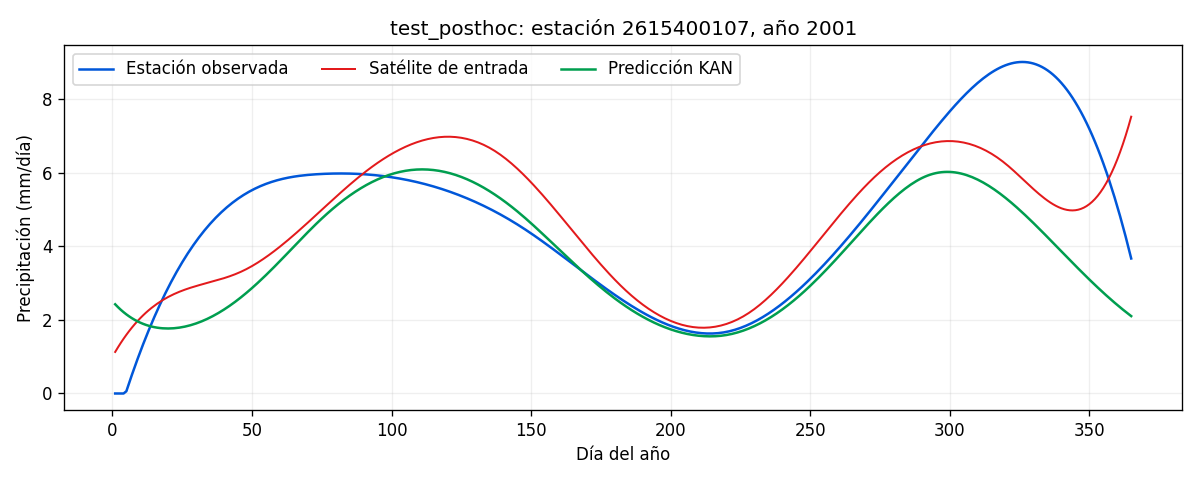 test_posthoc: estación 2615400107, año 2001
Estación observada
Satélite de entrada
Predicción KAN
Precipitación (mm/día)
8
6
4
2
0
0 50 100 150 200 250 300 350
Día del año